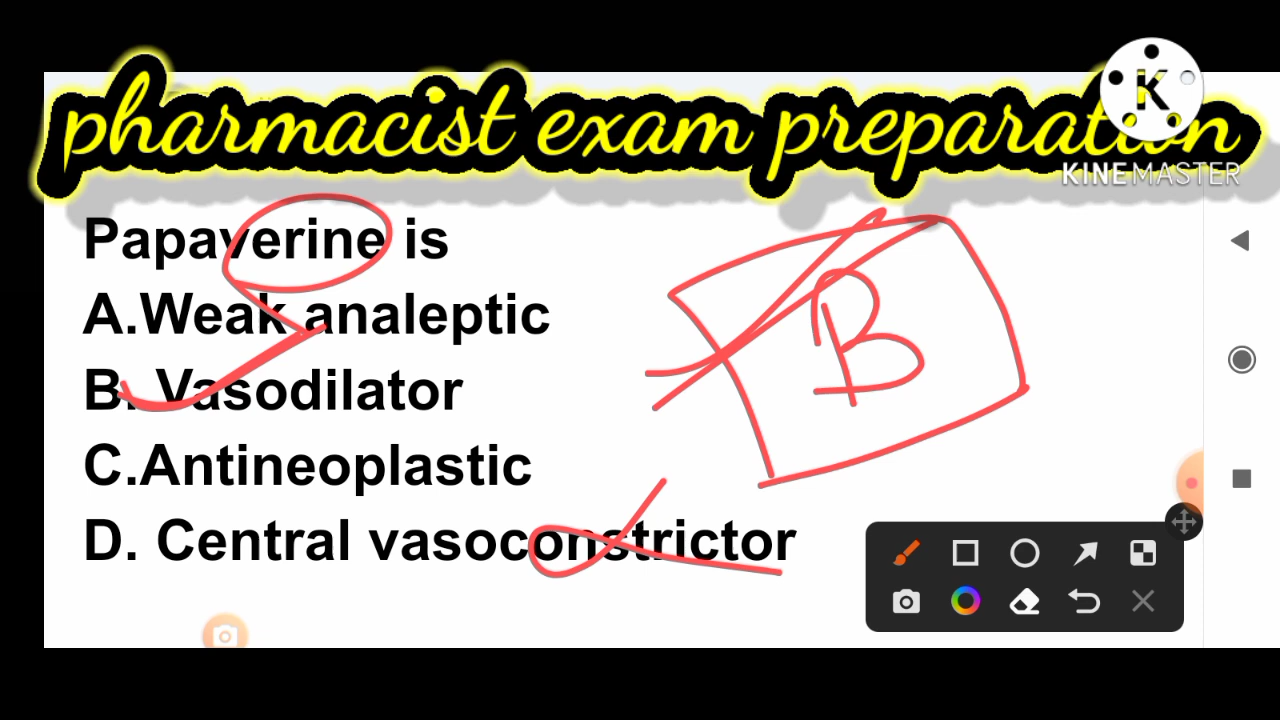 pharmacist exam preparation
K
KINEMASTER
Papaverine is
A.Weak analeptic
B. Vasodilator
B
C.Antineoplastic
D. Central vasoconstrictor